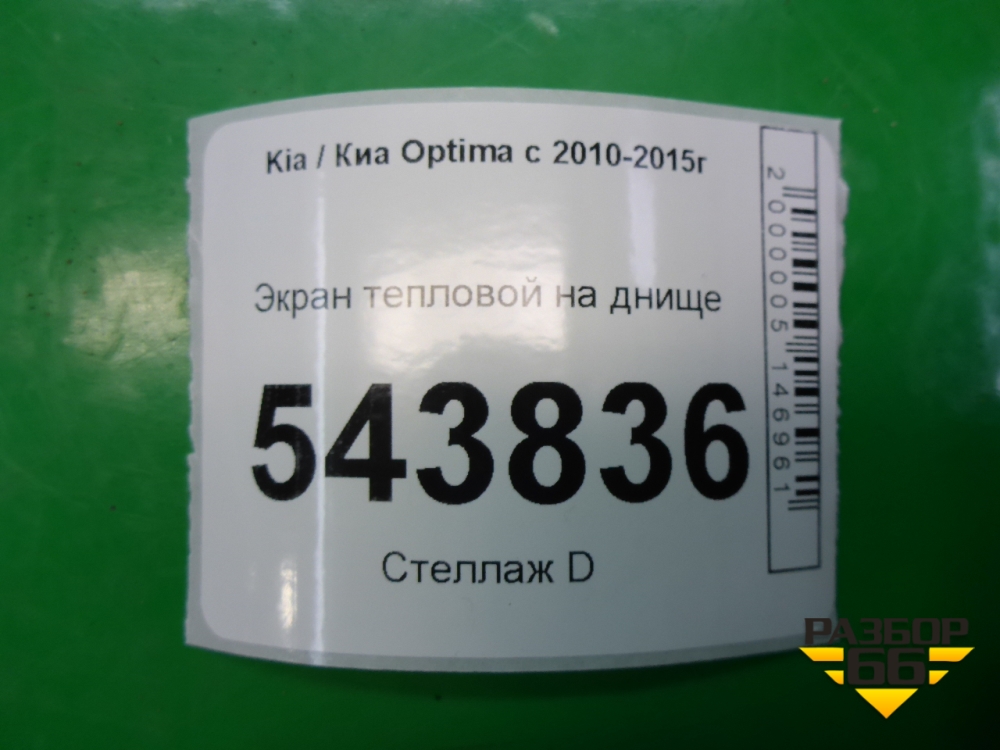 Kia / Киа Optima с 2010-2015г
Экран тепловой на днище
543836
Стеллаж D
2000005146961
РАЗБОР
66